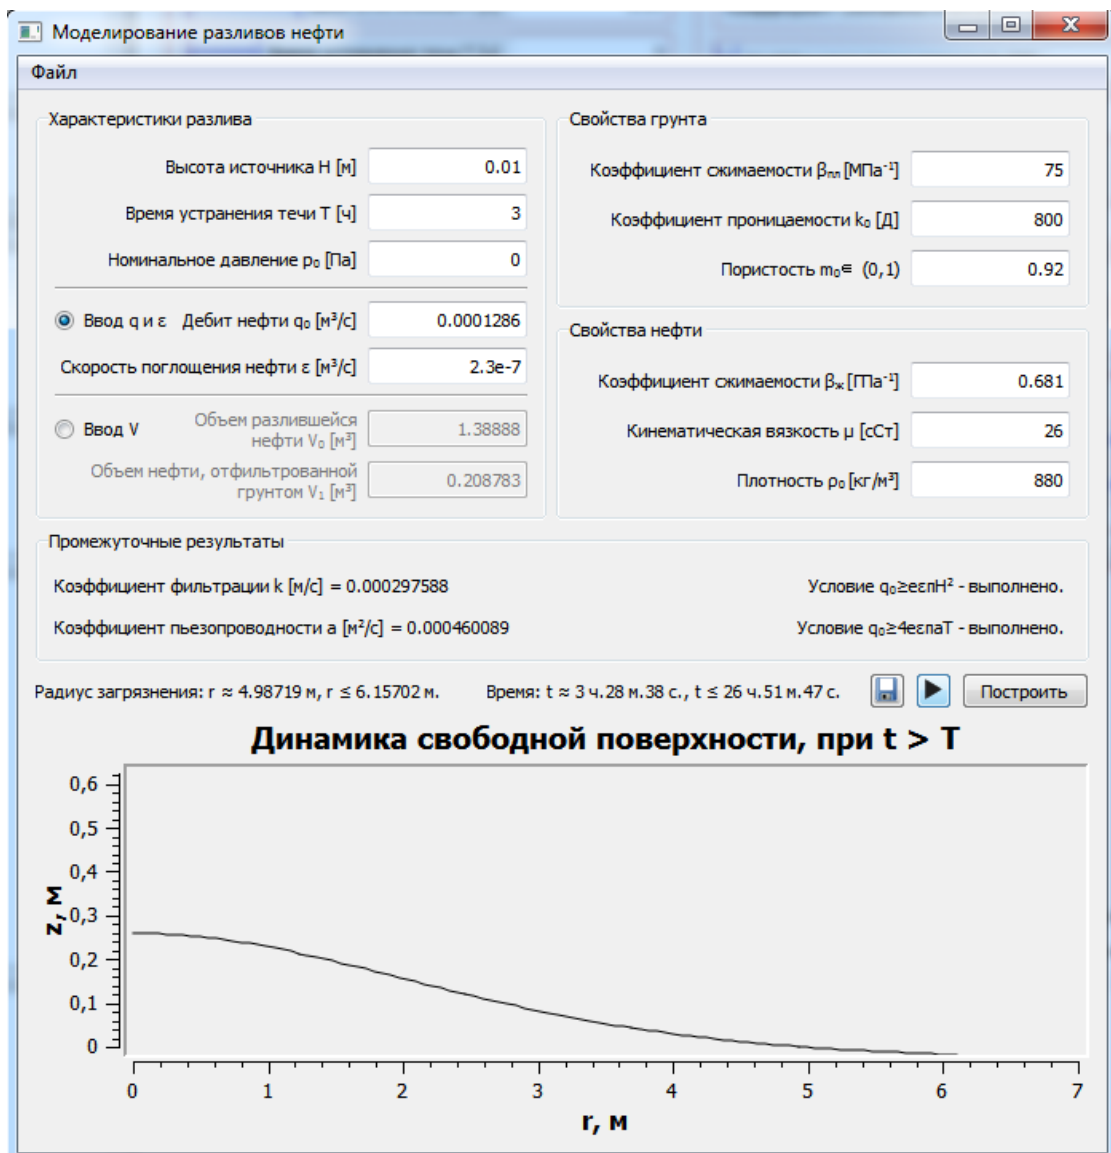 Моделирование разливов нефти
Файл
Характеристики разлива
Высота источника H [м] 0.01
Время устранения течи T [ч] 3
Номинальное давление p₀ [Па] 0
Ввод q и ε Дебит нефти q₀ [м³/с] 0.0001286
Скорость поглощения нефти ε [м³/с] 2.3e-7
Ввод V
Объем разлившейся
нефти V₀ [м³]
1.38888
Объем нефти, отфильтрованной
грунтом V₁ [м³]
0.208783
Свойства грунта
Коэффициент сжимаемости βпл [МПа⁻¹] 75
Коэффициент проницаемости k₀ [Д] 800
Пористость m₀∈ (0,1) 0.92
Свойства нефти
Коэффициент сжимаемости βж [ГПа⁻¹] 0.681
Кинематическая вязкость μ [сСт] 26
Плотность ρ₀ [кг/м³] 880
Промежуточные результаты
Коэффициент фильтрации k [м/с] = 0.000297588
Условие q₀≥eεπH² - выполнено.
Коэффициент пьезопроводности a [м²/с] = 0.000460089
Условие q₀≥4eεπaT - выполнено.
Радиус загрязнения: r ≈ 4.98719 м, r ≤ 6.15702 м.
Время: t ≈ 3 ч.28 м.38 с., t ≤ 26 ч.51 м.47 с.
Построить
Динамика свободной поверхности, при t > T
z, м
0,6
0,5
0,4
0,3
0,2
0,1
0
0 1 2 3 4 5 6 7
r, м